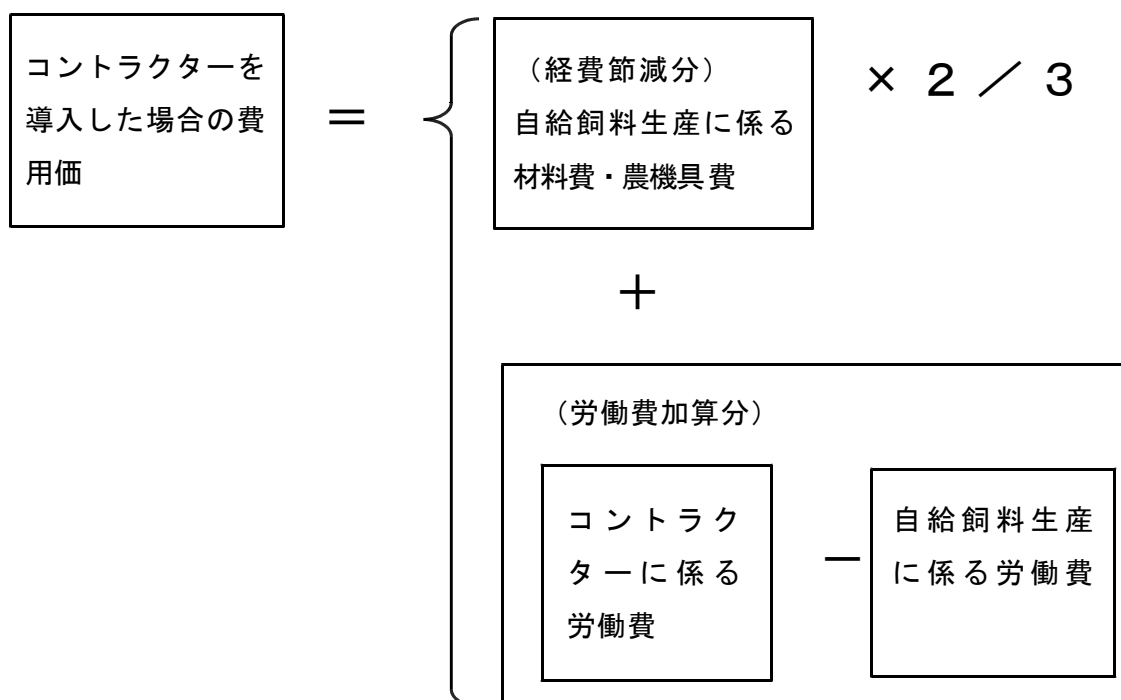 コントラクターを
導入した場合の費
用価
＝
（経費節減分）
自給飼料生産に係る
材料費・農機具費
×２／３
＋
（労働費加算分）
コントラク
ターに係る
労働費
－
自給飼料生産
に係る労働費